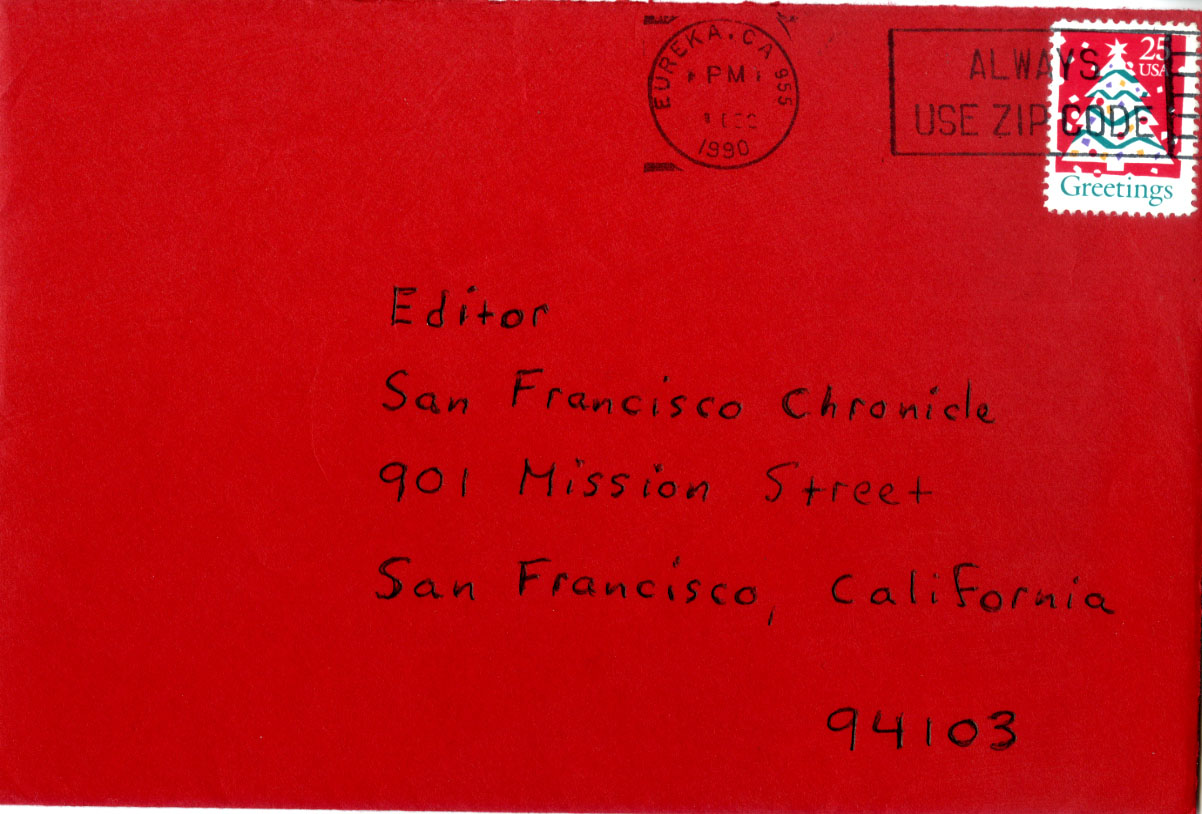 EUREKA, CA 955
PM
1990
ALWAYS
USE ZIP CODE
25
USA
Greetings
Editor
San Francisco Chronicle
901 Mission Street
San Francisco, California
94103